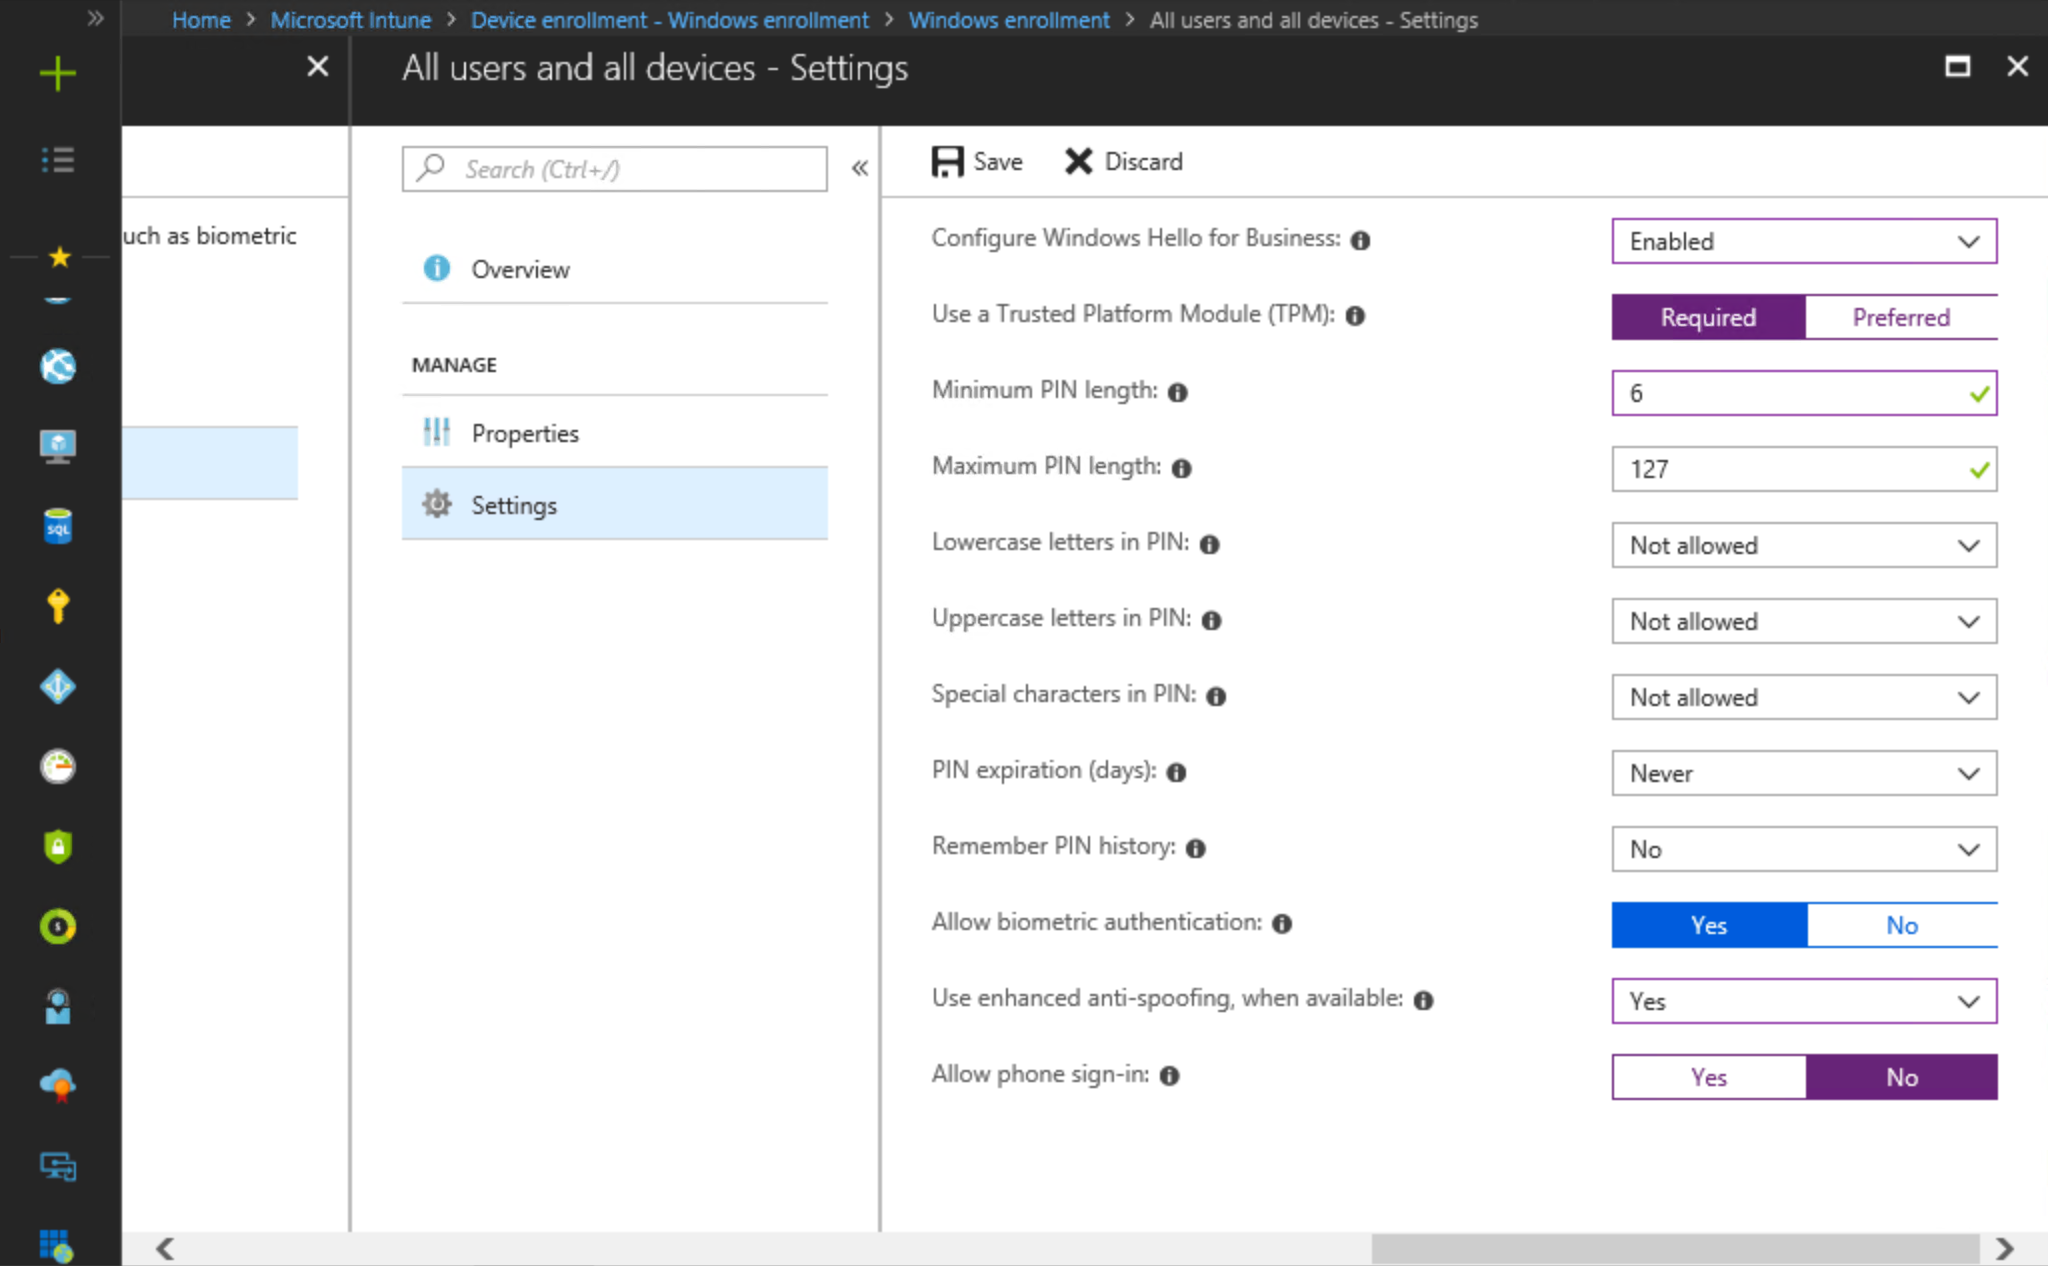 Home > Microsoft Intune > Device enrollment - Windows enrollment > Windows enrollment > All users and all devices - Settings
All users and all devices - Settings
uch as biometric
Search (Ctrl+/)
Overview
MANAGE
Properties
Settings
Save Discard
Configure Windows Hello for Business: Enabled
Use a Trusted Platform Module (TPM): Required Preferred
Minimum PIN length: 6
Maximum PIN length: 127
Lowercase letters in PIN: Not allowed
Uppercase letters in PIN: Not allowed
Special characters in PIN: Not allowed
PIN expiration (days): Never
Remember PIN history: No
Allow biometric authentication: Yes No
Use enhanced anti-spoofing, when available: Yes
Allow phone sign-in: Yes No
SQL